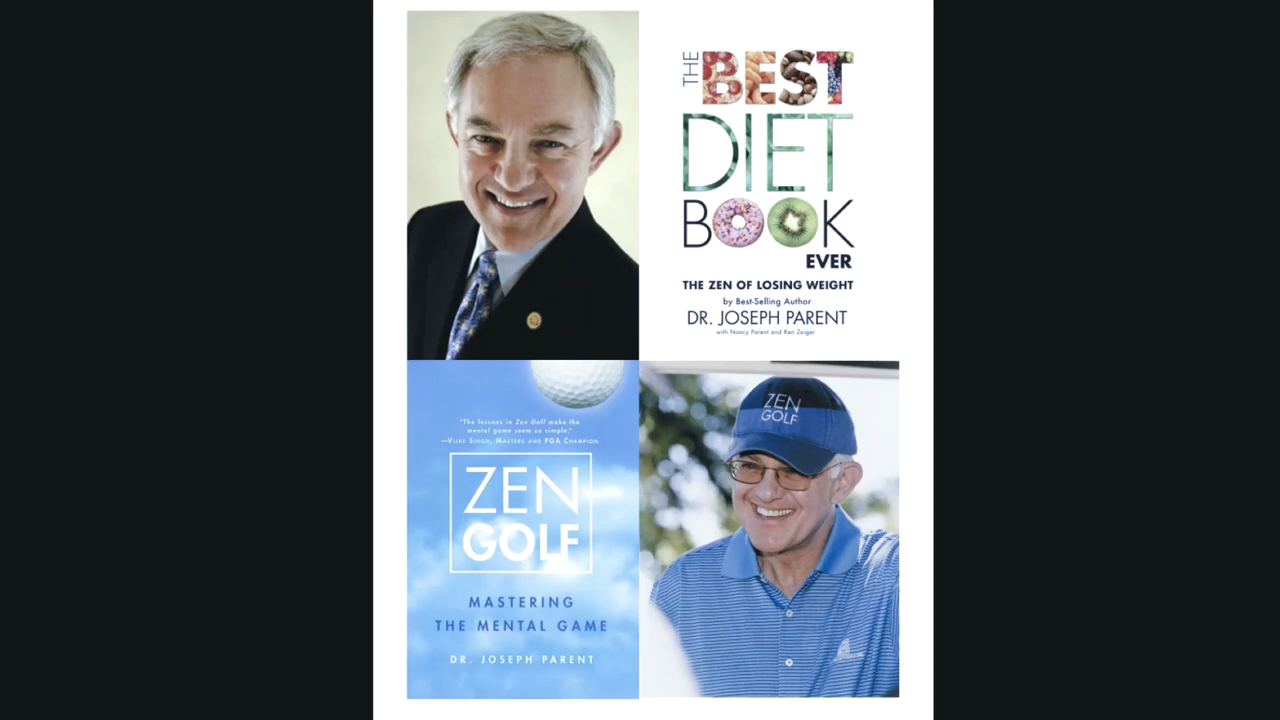 THE BEST
DIET
BOOK
EVER
THE ZEN OF LOSING WEIGHT
by Best-Selling Author
DR. JOSEPH PARENT
with Nancy Parent and Ken Zeiger
"The lessons in Zen Golf make the
mental game seem so simple."
—VIJAY SINGH, MASTERS AND PGA CHAMPION
ZEN
GOLF
MASTERING
THE MENTAL GAME
DR. JOSEPH PARENT
ZEN
GOLF